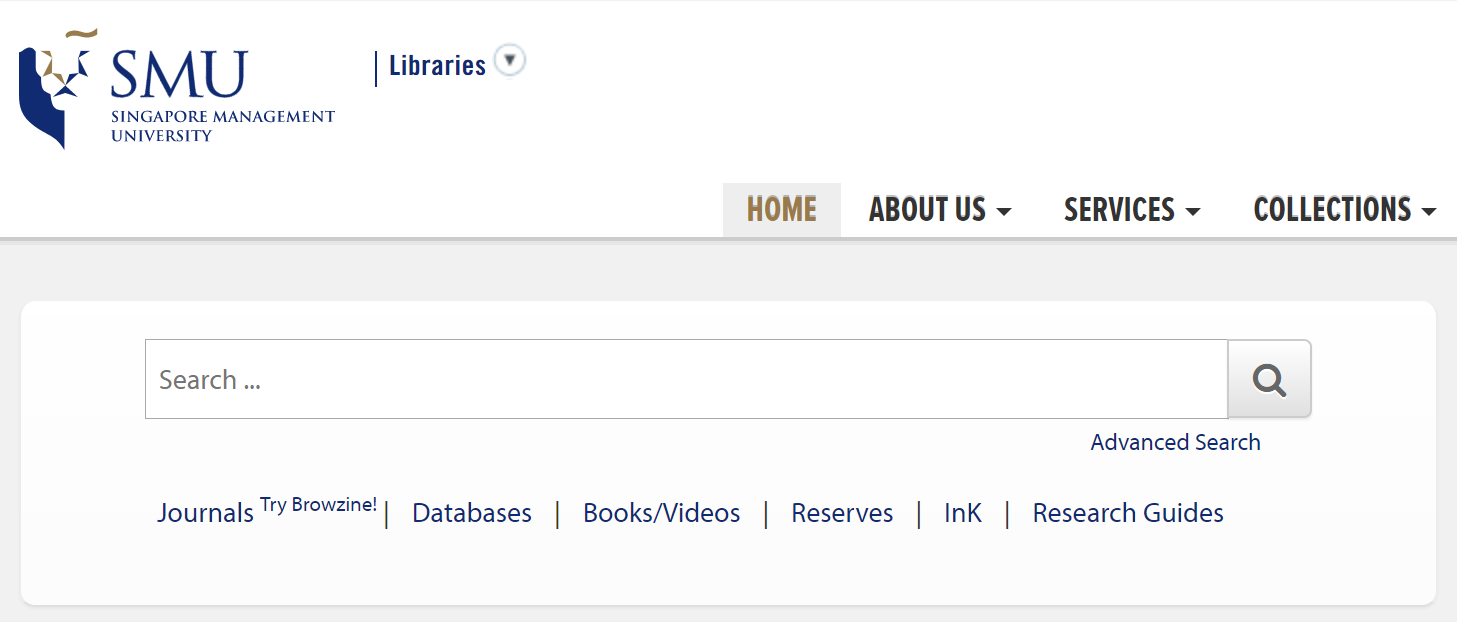 SMU
SINGAPORE MANAGEMENT
UNIVERSITY
Libraries
HOME ABOUT US SERVICES COLLECTIONS
Search ...
Advanced Search
Journals Try Browzine! | Databases | Books/Videos | Reserves | InK | Research Guides